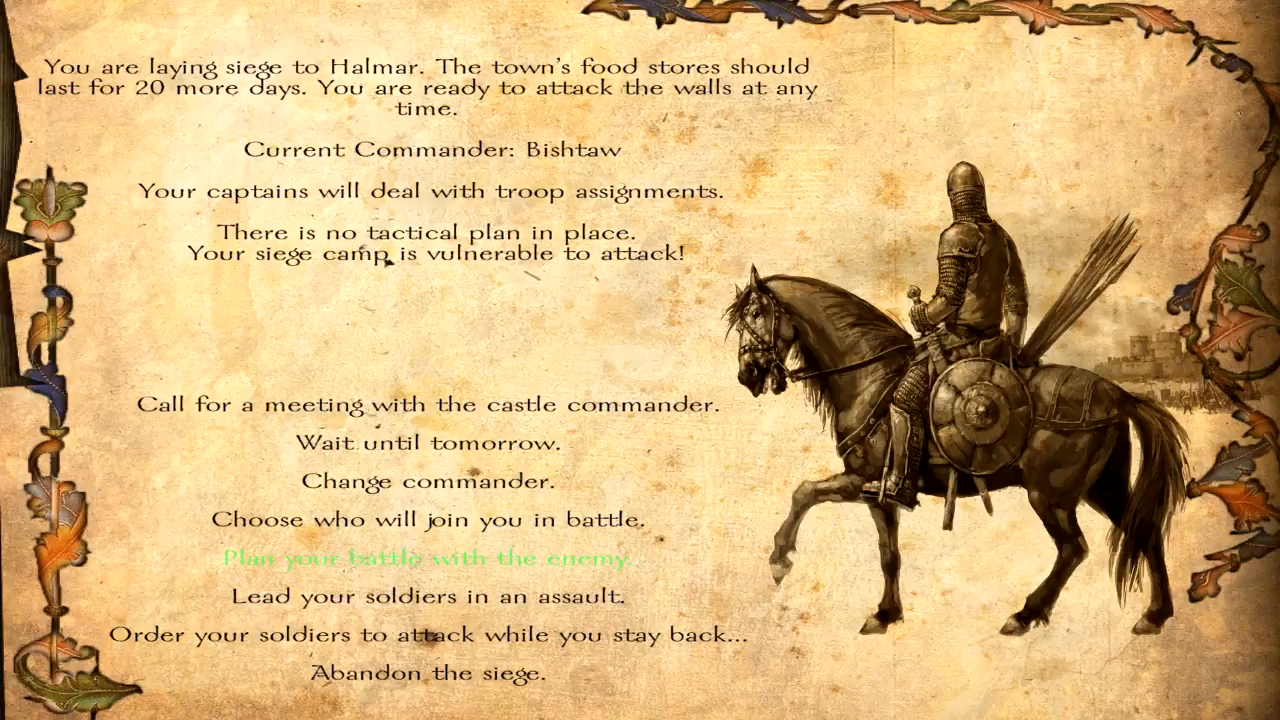 You are laying siege to Halmar. The town's food stores should
last for 20 more days. You are ready to attack the walls at any
time.
Current Commander: Bishtaw
Your captains will deal with troop assignments.
There is no tactical plan in place.
Your siege camp is vulnerable to attack!
Call for a meeting with the castle commander.
Wait until tomorrow.
Change commander.
Choose who will join you in battle.
Plan your battle with the enemy.
Lead your soldiers in an assault.
Order your soldiers to attack while you stay back...
Abandon the siege.